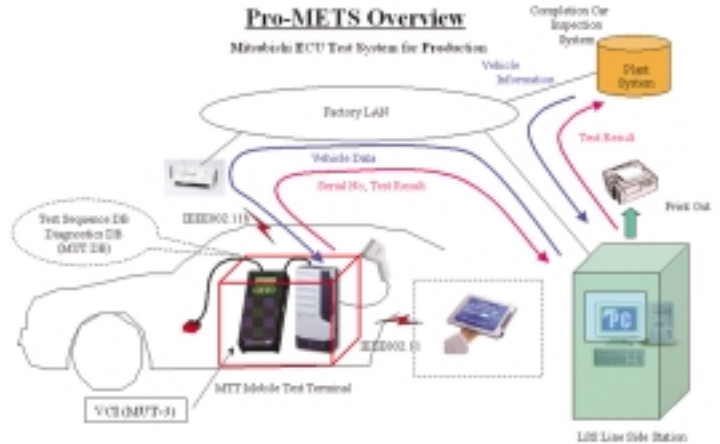 Pro-METS Overview
Mitsubishi ECU Test System for Production
Completion Car
Inspection
System
Vehicle
Information
Plant
System
Factory LAN
Test Result
Vehicle Data
Serial No, Test Result
Print Out
IEEE802.11b
Test Sequence DB
Diagnostics DB
(MUT DB)
PC
MTT Mobile Test Terminal
VCI (MUT-3)
LSS Line Side Station